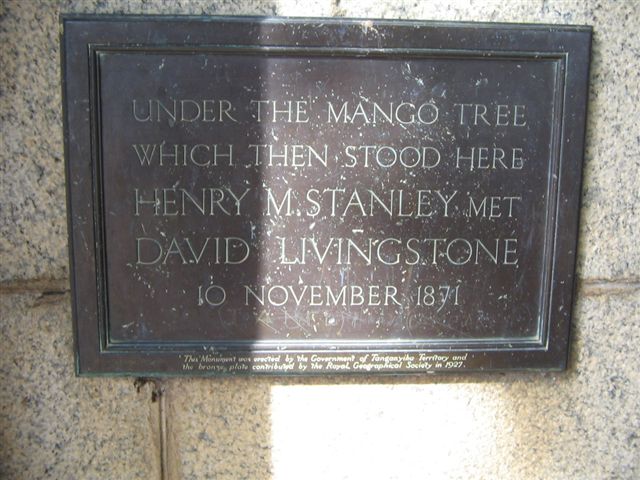 UNDER THE MANGO TREE
WHICH THEN STOOD HERE
HENRY M. STANLEY MET
DAVID LIVINGSTONE
10 NOVEMBER 1871
This Monument was erected by the Government of Tanganyika Territory and
the bronze plate contributed by the Royal Geographical Society in 1927.